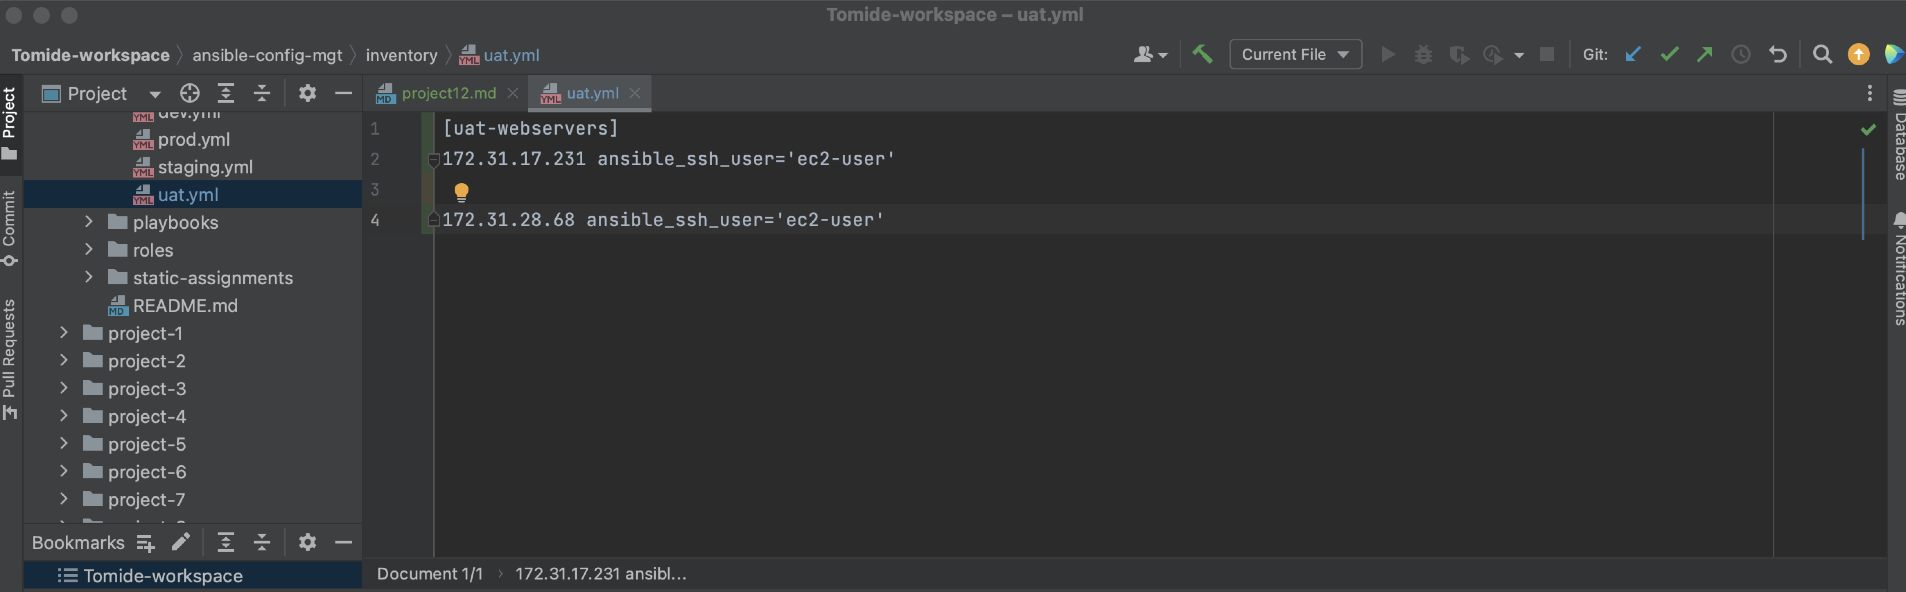 Tomide-workspace – uat.yml
Tomide-workspace ansible-config-mgt inventory uat.yml
Current File
Git:
Project
Commit
Pull Requests
Project
dev.yml
prod.yml
staging.yml
uat.yml
playbooks
roles
static-assignments
README.md
project-1
project-2
project-3
project-4
project-5
project-6
project-7
Bookmarks
Tomide-workspace
project12.md
uat.yml
1 [uat-webservers]
2 172.31.17.231 ansible_ssh_user='ec2-user'
3
4 172.31.28.68 ansible_ssh_user='ec2-user'
Document 1/1 172.31.17.231 ansibl...
Database
Notifications